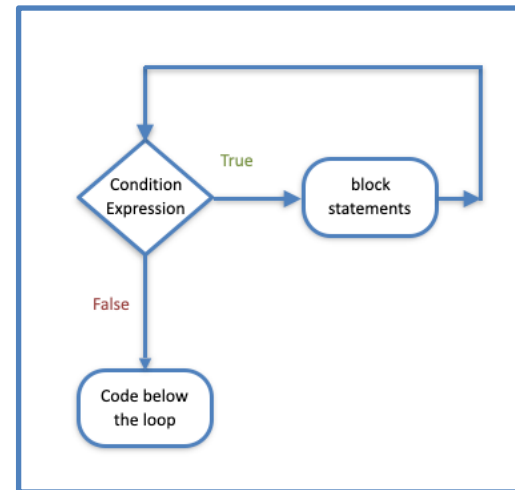 Condition
Expression
True
block
statements
False
Code below
the loop